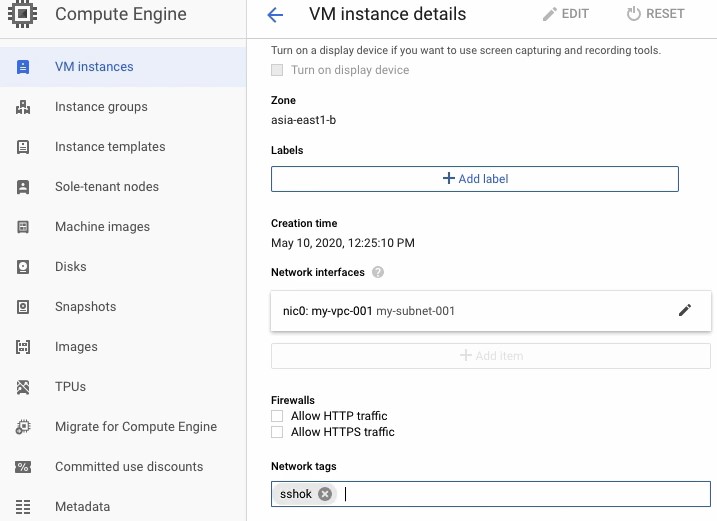 Compute Engine
VM instances
Instance groups
Instance templates
Sole-tenant nodes
Machine images
Disks
Snapshots
Images
TPUs
Migrate for Compute Engine
Committed use discounts
Metadata
VM instance details
EDIT
RESET
Turn on a display device if you want to use screen capturing and recording tools.
Turn on display device
Zone
asia-east1-b
Labels
+ Add label
Creation time
May 10, 2020, 12:25:10 PM
Network interfaces ?
nic0: my-vpc-001 my-subnet-001
+ Add item
Firewalls
Allow HTTP traffic
Allow HTTPS traffic
Network tags
sshok